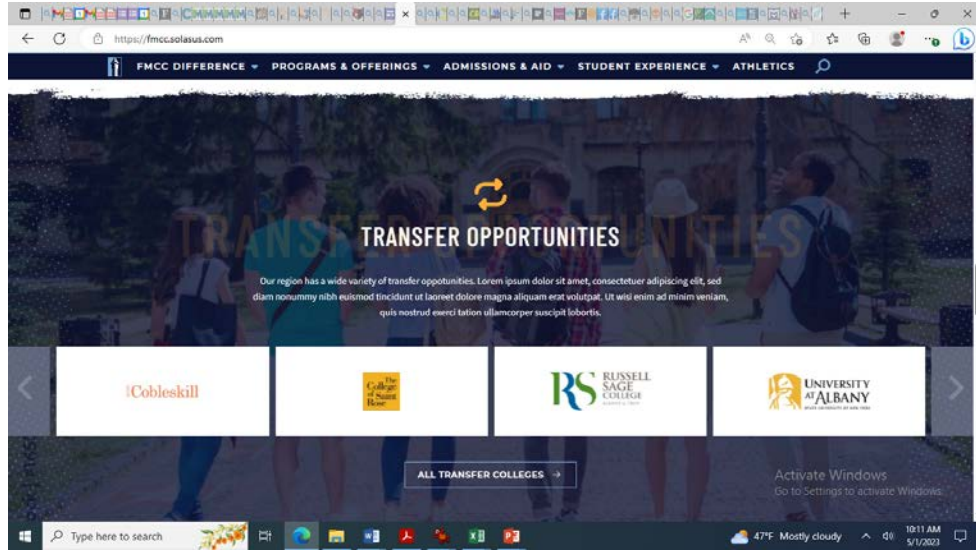 https://fmcc.solasus.com
FMCC DIFFERENCE PROGRAMS & OFFERINGS ADMISSIONS & AID STUDENT EXPERIENCE ATHLETICS
TRANSFER OPPORTUNITIES
TRANSFER OPPORTUNITIES
Our region has a wide variety of transfer oppotunities. Lorem ipsum dolor sit amet, consectetuer adipiscing elit, sed
diam nonummy nibh euismod tincidunt ut laoreet dolore magna aliquam erat volutpat. Ut wisi enim ad minim veniam,
quis nostrud exerci tation ullamcorper suscipit lobortis.
Cobleskill
The
College
of Saint
Rose
RS RUSSELL
SAGE
COLLEGE
UNIVERSITY
AT ALBANY
STATE UNIVERSITY OF NEW YORK
ALL TRANSFER COLLEGES →
Activate Windows
Go to Settings to activate Windows.
Type here to search
47°F Mostly cloudy
10:11 AM
5/1/2023